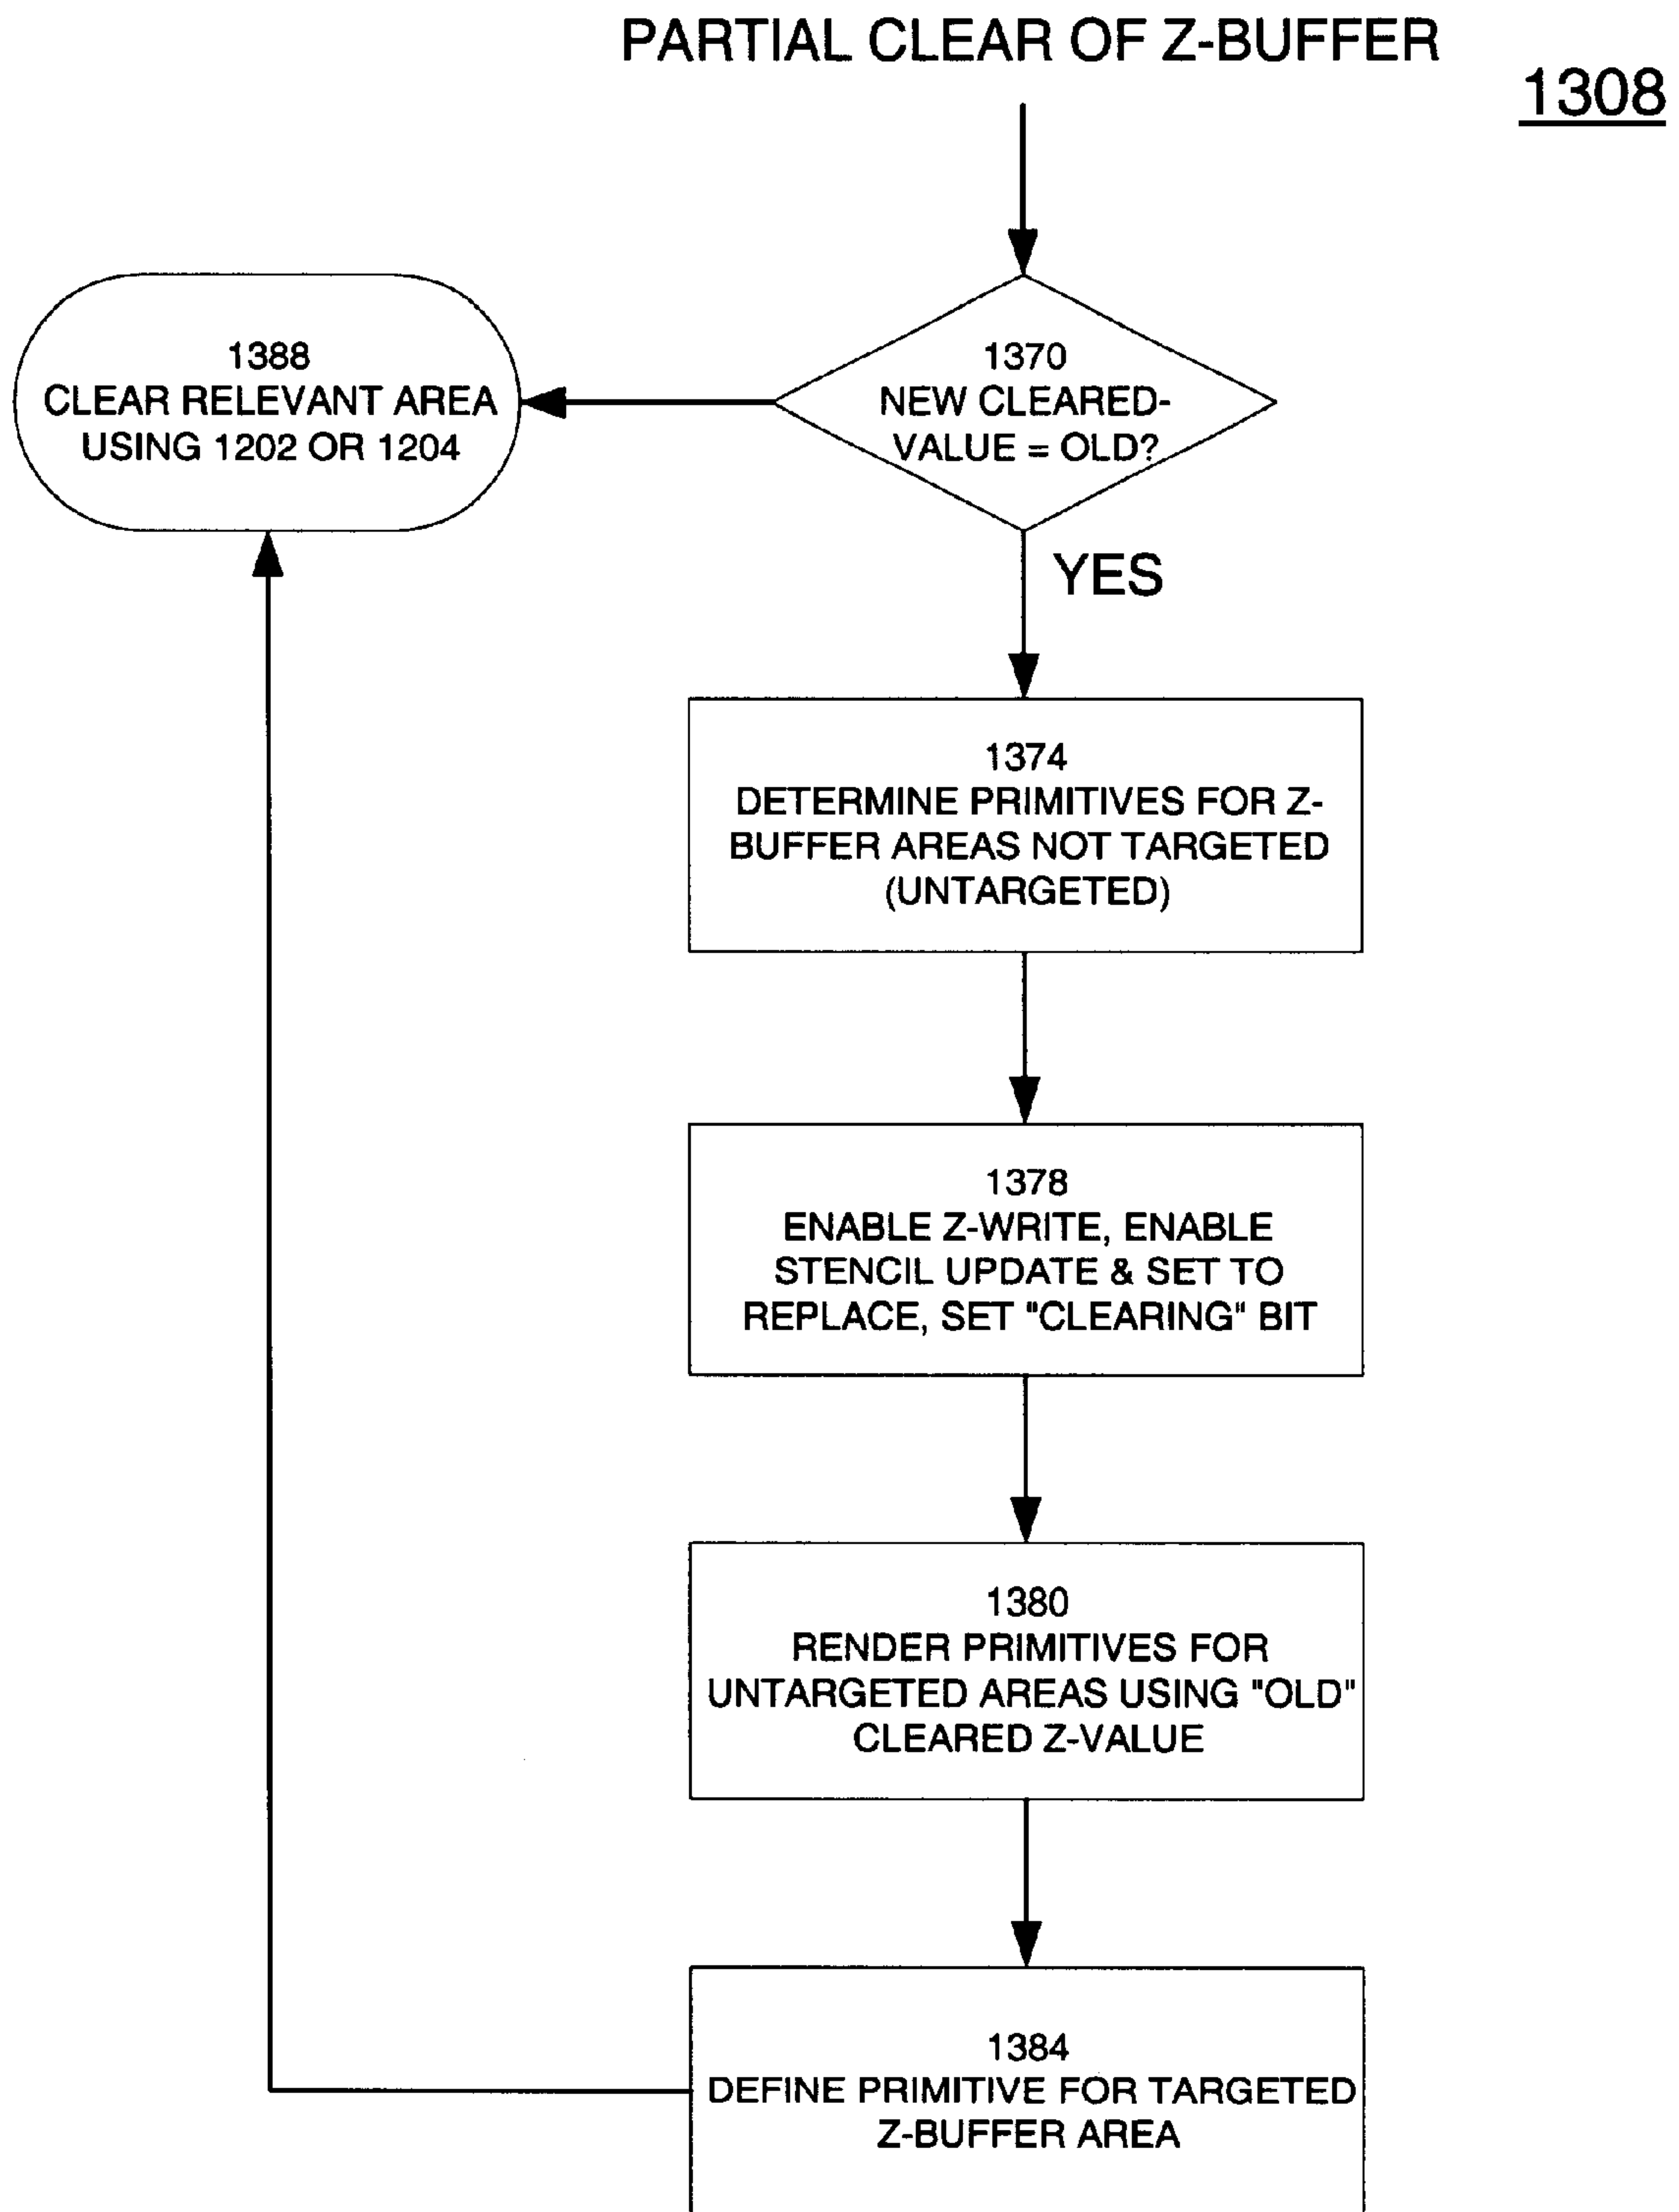 PARTIAL CLEAR OF Z-BUFFER
1308
1388
CLEAR RELEVANT AREA
USING 1202 OR 1204
1370
NEW CLEARED-
VALUE = OLD?
YES
1374
DETERMINE PRIMITIVES FOR Z-
BUFFER AREAS NOT TARGETED
(UNTARGETED)
1378
ENABLE Z-WRITE, ENABLE
STENCIL UPDATE & SET TO
REPLACE, SET "CLEARING" BIT
1380
RENDER PRIMITIVES FOR
UNTARGETED AREAS USING "OLD"
CLEARED Z-VALUE
1384
DEFINE PRIMITIVE FOR TARGETED
Z-BUFFER AREA